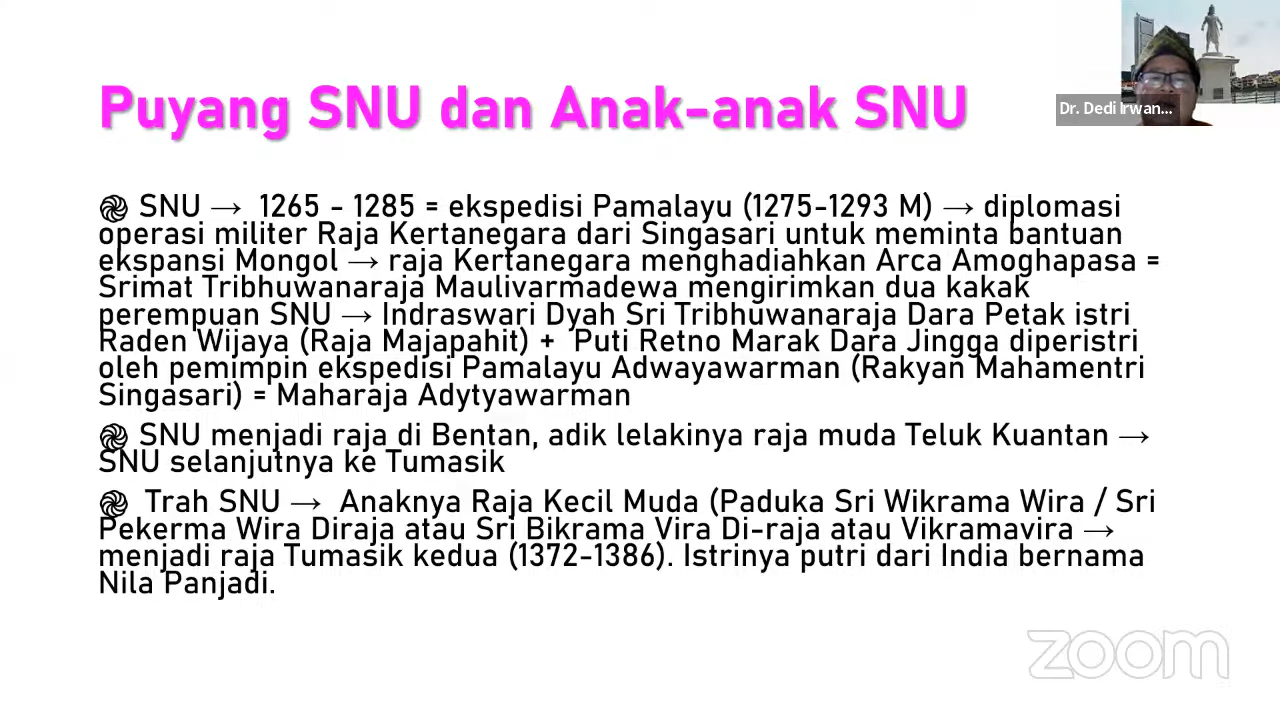 Puyang SNU dan Anak-anak SNU
Dr. Dedi Irwan...
SNU → 1265 - 1285 = ekspedisi Pamalayu (1275-1293 M) → diplomasi
operasi militer Raja Kertanegara dari Singasari untuk meminta bantuan
ekspansi Mongol → raja Kertanegara menghadiahkan Arca Amoghapasa =
Srimat Tribhuwanaraja Maulivarmadewa mengirimkan dua kakak
perempuan SNU → Indraswari Dyah Sri Tribhuwanaraja Dara Petak istri
Raden Wijaya (Raja Majapahit) + Puti Retno Marak Dara Jingga diperistri
oleh pemimpin ekspedisi Pamalayu Adwayawarman (Rakyan Mahamentri
Singasari) = Maharaja Adytyawarman
SNU menjadi raja di Bentan, adik lelakinya raja muda Teluk Kuantan →
SNU selanjutnya ke Tumasik
Trah SNU → Anaknya Raja Kecil Muda (Paduka Sri Wikrama Wira / Sri
Pekerma Wira Diraja atau Sri Bikrama Vira Di-raja atau Vikramavira →
menjadi raja Tumasik kedua (1372-1386). Istrinya putri dari India bernama
Nila Panjadi.
zoom